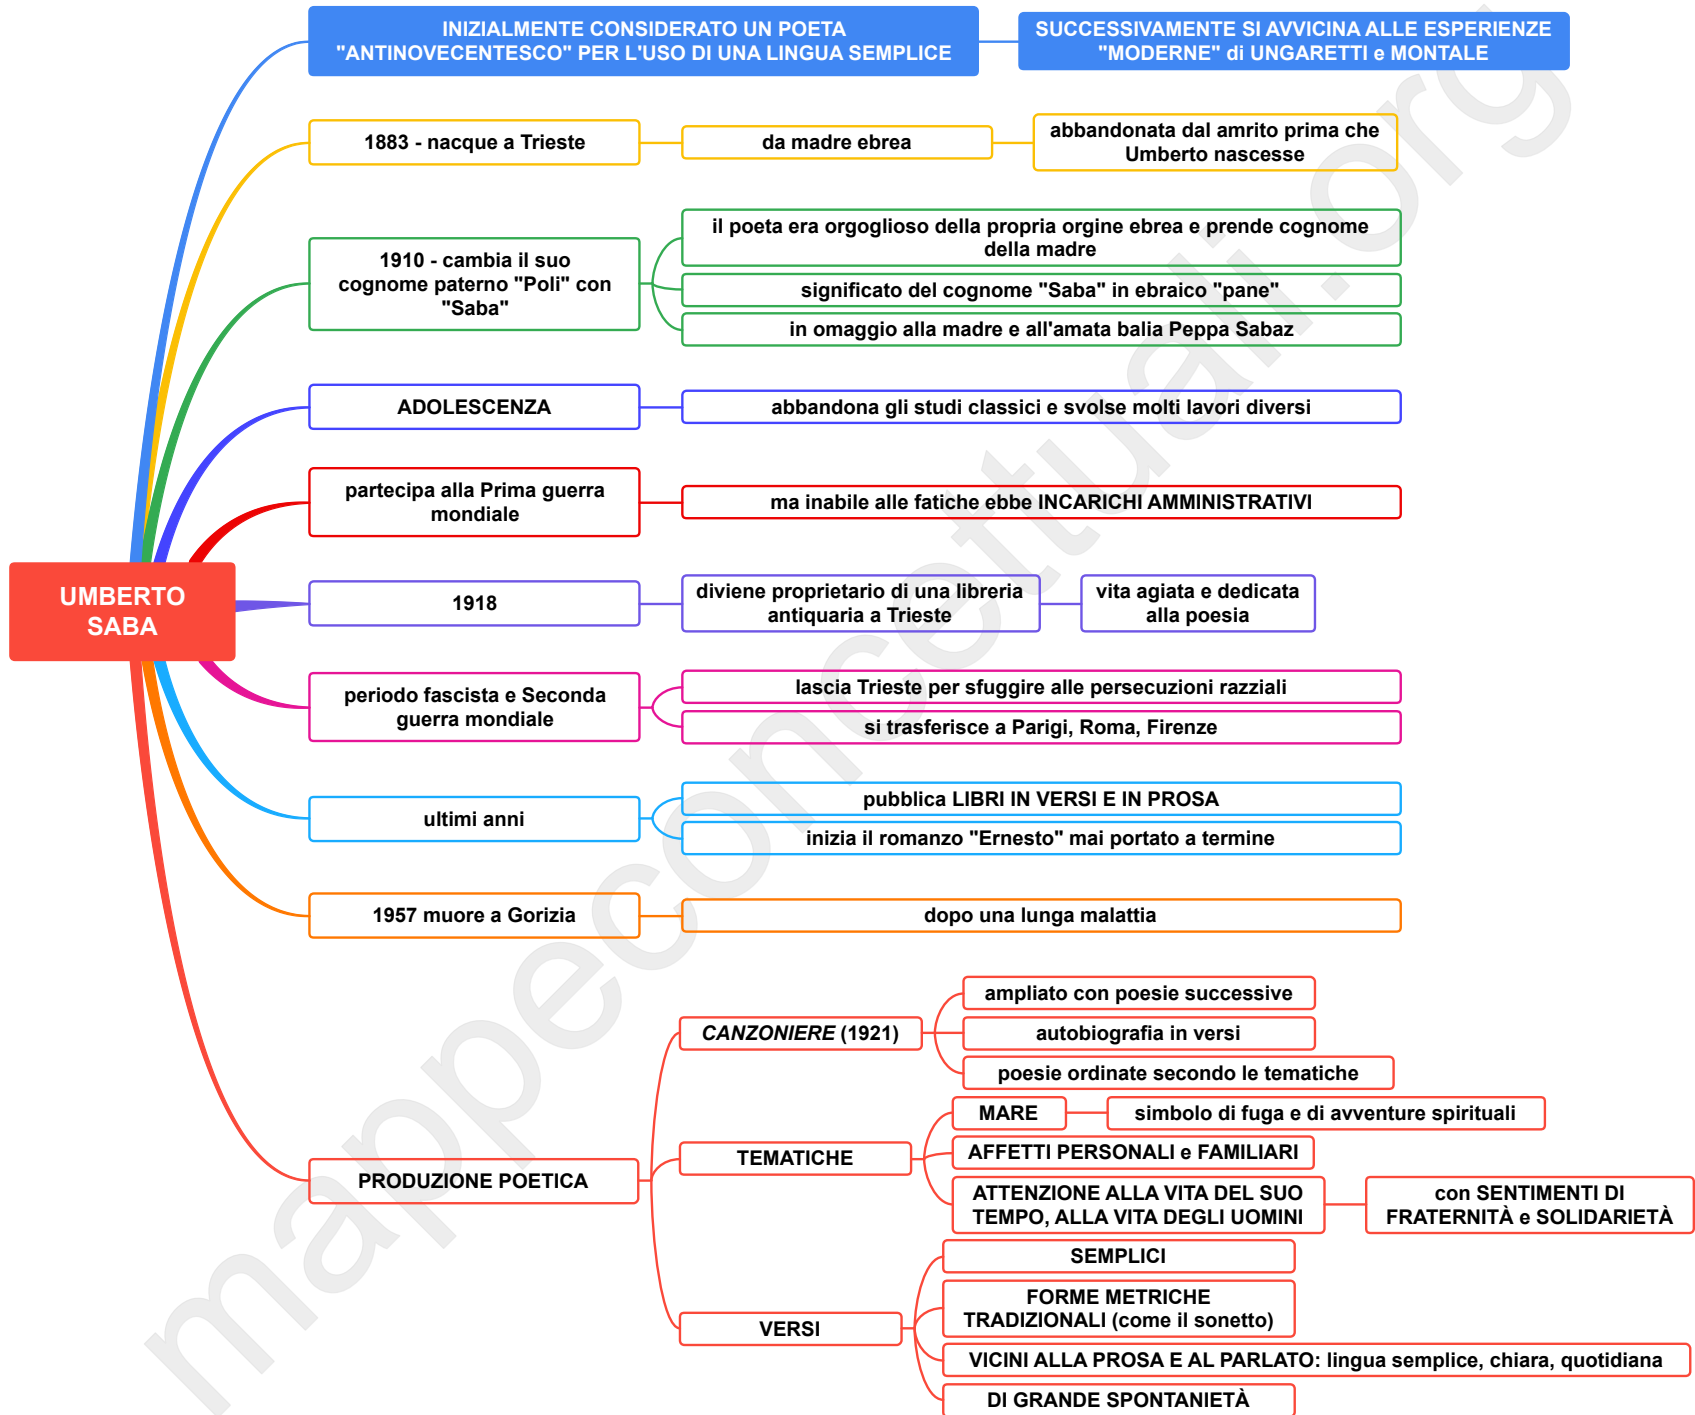 INIZIALMENTE CONSIDERATO UN POETA
"ANTINOVECENTESCO" PER L'USO DI UNA LINGUA SEMPLICE
SUCCESSIVAMENTE SI AVVICINA ALLE ESPERIENZE
"MODERNE" di UNGARETTI e MONTALE
1883 - nacque a Trieste
da madre ebrea
abbandonata dal amrito prima che
Umberto nascesse
1910 - cambia il suo
cognome paterno "Poli" con
"Saba"
il poeta era orgoglioso della propria orgine ebrea e prende cognome
della madre
significato del cognome "Saba" in ebraico "pane"
in omaggio alla madre e all'amata balia Peppa Sabaz
ADOLESCENZA
abbandona gli studi classici e svolse molti lavori diversi
partecipa alla Prima guerra
mondiale
ma inabile alle fatiche ebbe INCARICHI AMMINISTRATIVI
UMBERTO
SABA
1918
diviene proprietario di una libreria
antiquaria a Trieste
vita agiata e dedicata
alla poesia
periodo fascista e Seconda
guerra mondiale
lascia Trieste per sfuggire alle persecuzioni razziali
si trasferisce a Parigi, Roma, Firenze
ultimi anni
pubblica LIBRI IN VERSI E IN PROSA
inizia il romanzo "Ernesto" mai portato a termine
1957 muore a Gorizia
dopo una lunga malattia
PRODUZIONE POETICA
CANZONIERE (1921)
ampliato con poesie successive
autobiografia in versi
poesie ordinate secondo le tematiche
TEMATICHE
MARE
simbolo di fuga e di avventure spirituali
AFFETTI PERSONALI e FAMILIARI
ATTENZIONE ALLA VITA DEL SUO
TEMPO, ALLA VITA DEGLI UOMINI
con SENTIMENTI DI
FRATERNITÀ e SOLIDARIETÀ
VERSI
SEMPLICI
FORME METRICHE
TRADIZIONALI (come il sonetto)
VICINI ALLA PROSA E AL PARLATO: lingua semplice, chiara, quotidiana
DI GRANDE SPONTANIETÀ
mappeconcettuali.org